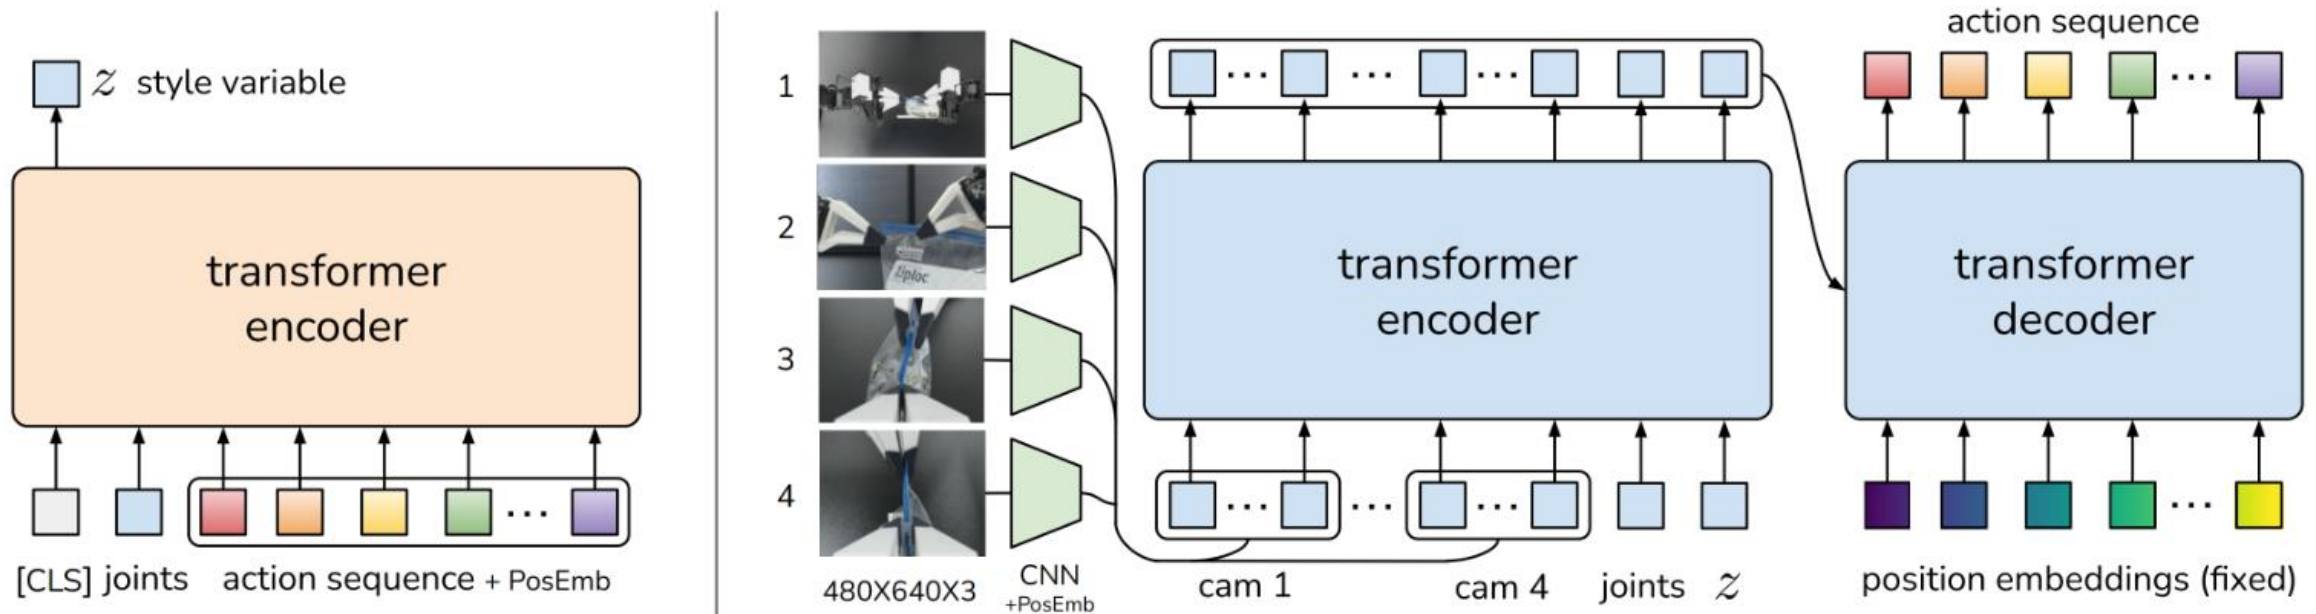 z style variable
transformer
encoder
[CLS] joints action sequence + PosEmb
1
2
3
4
Ziploc
480X640X3
CNN
+PosEmb
transformer
encoder
cam 1
cam 4
joints
z
action sequence
transformer
decoder
position embeddings (fixed)